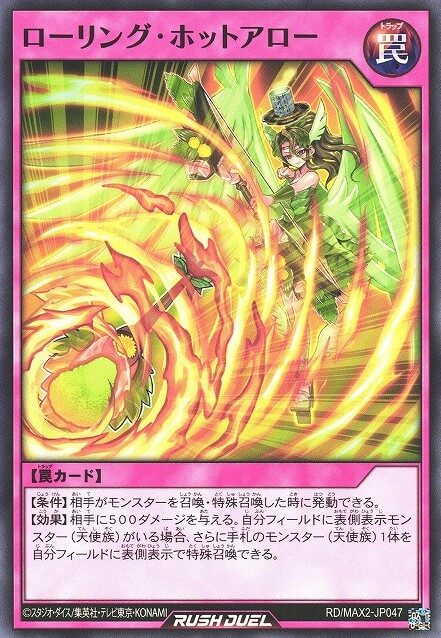 ローリング・ホットアロー
トラップ
罠
【罠カード】
【条件】相手がモンスターを召喚・特殊召喚した時に発動できる。
【効果】相手に500ダメージを与える。自分フィールドに表側表示モン
スター(天使族)がいる場合、さらに手札のモンスター(天使族)1体を
自分フィールドに表側表示で特殊召喚できる。
©スタジオ・ダイス/集英社・テレビ東京・KONAMI
RUSH DUEL
RD/MAX2-JP047